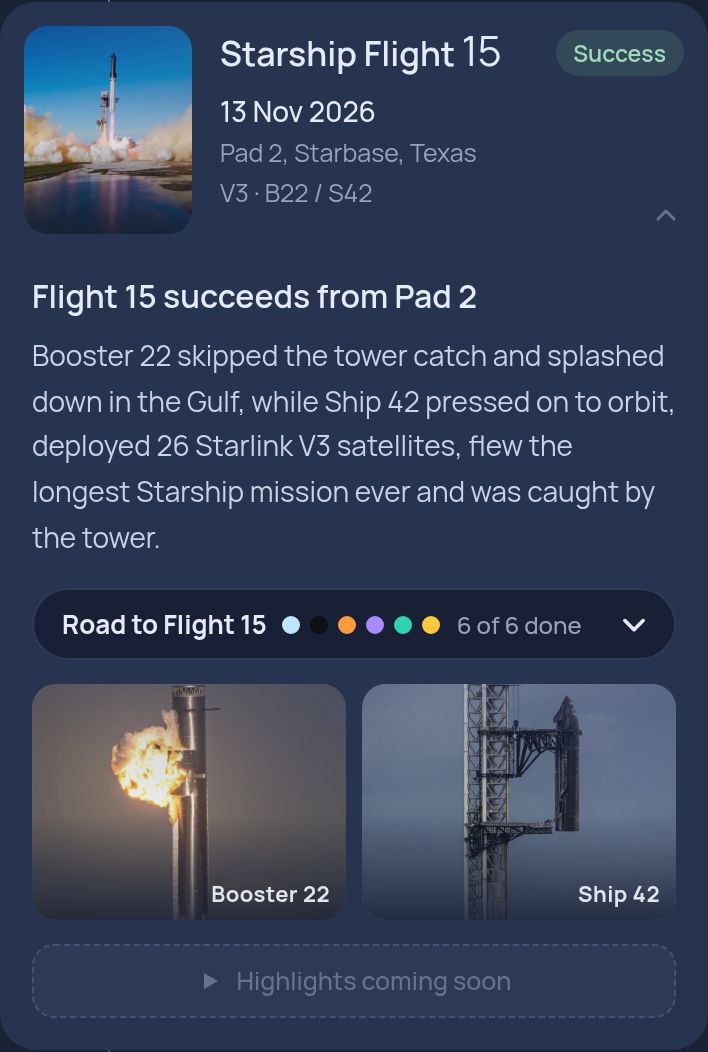 Starship Flight 15
Success
13 Nov 2026
Pad 2, Starbase, Texas
V3 · B22 / S42
Flight 15 succeeds from Pad 2
Booster 22 skipped the tower catch and splashed
down in the Gulf, while Ship 42 pressed on to orbit,
deployed 26 Starlink V3 satellites, flew the
longest Starship mission ever and was caught by
the tower.
Road to Flight 15 6 of 6 done
Booster 22
Ship 42
Highlights coming soon